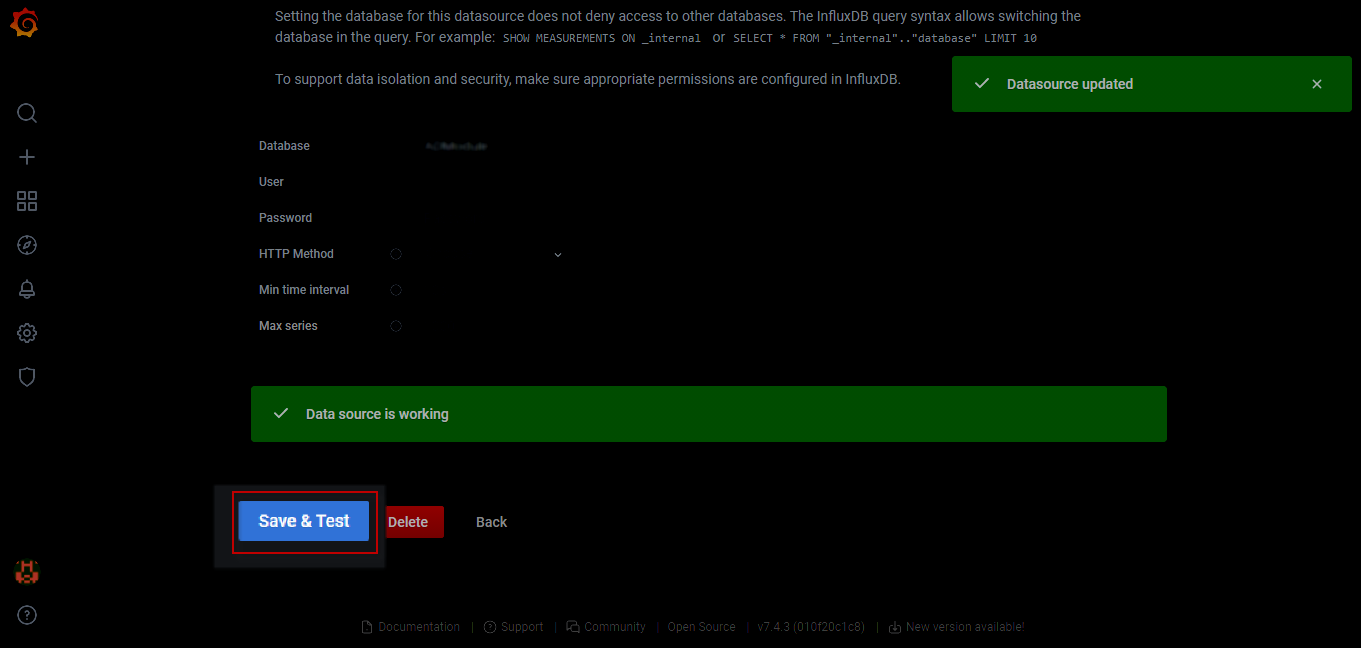 Setting the database for this datasource does not deny access to other databases. The InfluxDB query syntax allows switching the
database in the query. For example: SHOW MEASUREMENTS ON _internal or SELECT * FROM "_internal".."database" LIMIT 10
To support data isolation and security, make sure appropriate permissions are configured in InfluxDB.
Datasource updated
Database
User
Password
HTTP Method
Min time interval
Max series
Data source is working
Save & Test
Delete
Back
Documentation | Support | Community | Open Source | v7.4.3 (010f20c1c8) | New version available!